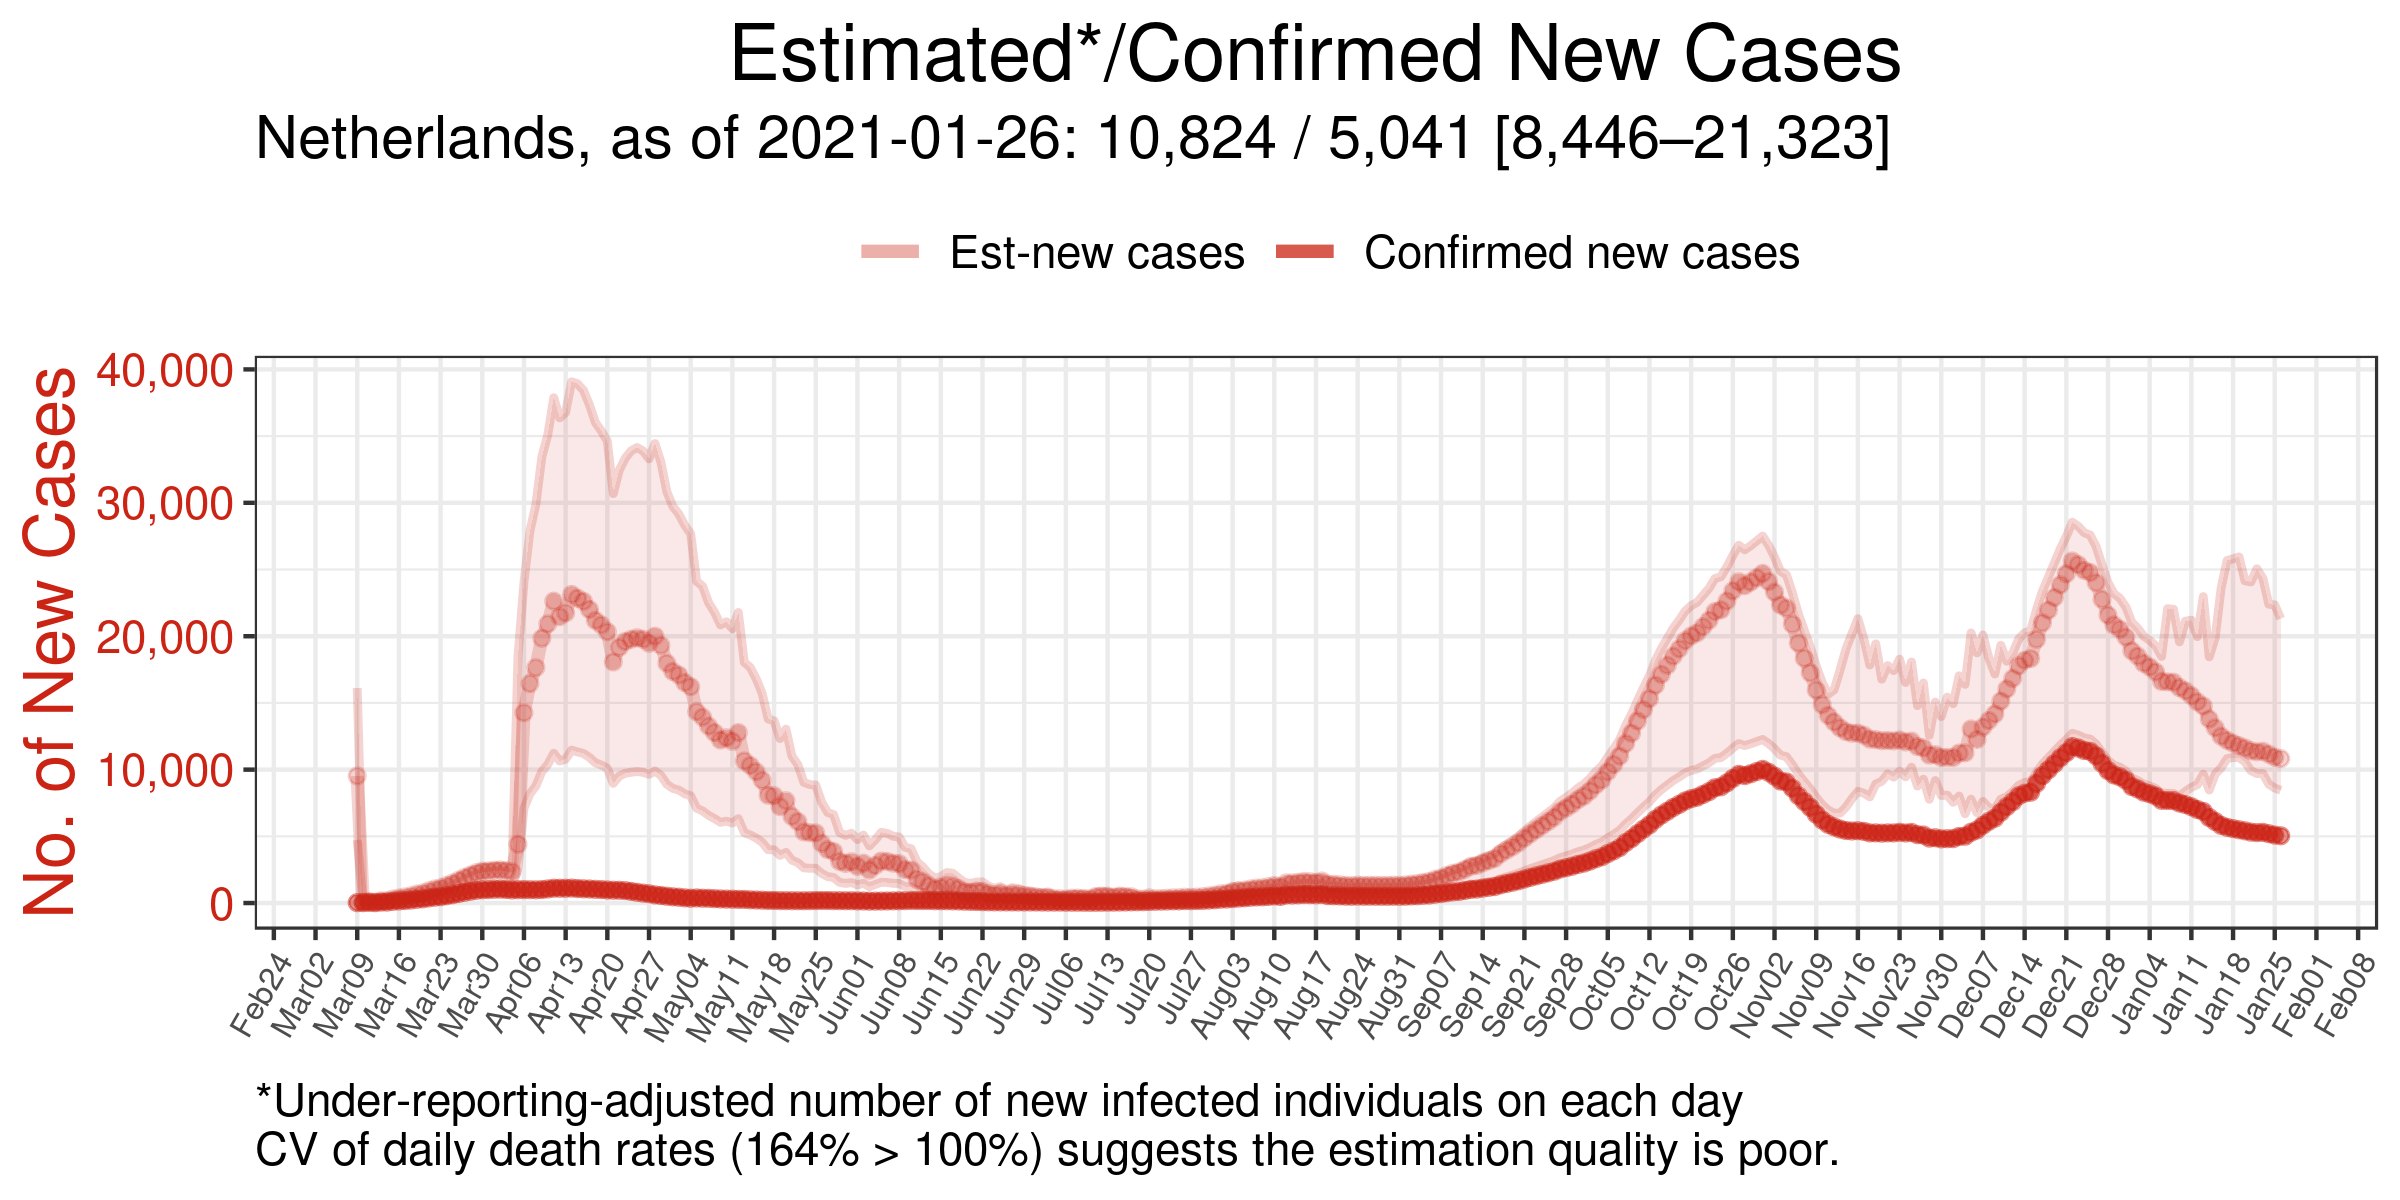 Estimated*/Confirmed New Cases
Netherlands, as of 2021-01-26: 10,824 / 5,041 [8,446–21,323]
Est-new cases
Confirmed new cases
No. of New Cases
40,000
30,000
20,000
10,000
0
Feb24
Mar02
Mar09
Mar16
Mar23
Mar30
Apr06
Apr13
Apr20
Apr27
May04
May11
May18
May25
Jun01
Jun08
Jun15
Jun22
Jun29
Jul06
Jul13
Jul20
Jul27
Aug03
Aug10
Aug17
Aug24
Aug31
Sep07
Sep14
Sep21
Sep28
Oct05
Oct12
Oct19
Oct26
Nov02
Nov09
Nov16
Nov23
Nov30
Dec07
Dec14
Dec21
Dec28
Jan04
Jan11
Jan18
Jan25
Feb01
Feb08
*Under-reporting-adjusted number of new infected individuals on each day
CV of daily death rates (164% > 100%) suggests the estimation quality is poor.